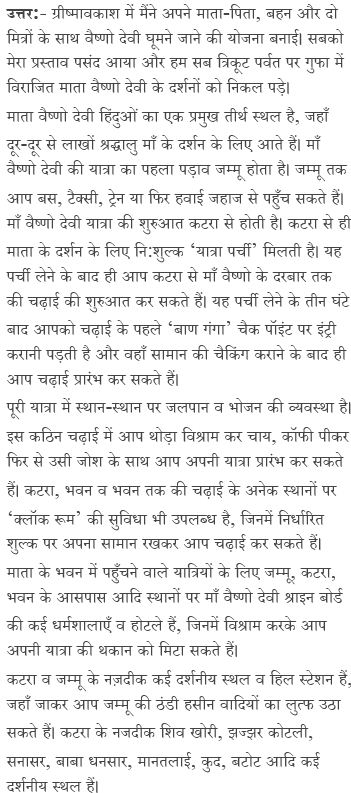 उत्तर:- ग्रीष्मावकाश में मैंने अपने माता-पिता, बहन और दो
मित्रों के साथ वैष्णो देवी घूमने जाने की योजना बनाई। सबको
मेरा प्रस्ताव पसंद आया और हम सब त्रिकूट पर्वत पर गुफा में
विराजित माता वैष्णो देवी के दर्शनों को निकल पड़े।
माता वैष्णो देवी हिंदुओं का एक प्रमुख तीर्थ स्थल है, जहाँ
दूर-दूर से लाखों श्रद्धालु माँ के दर्शन के लिए आते हैं। माँ
वैष्णो देवी की यात्रा का पहला पड़ाव जम्मू होता है। जम्मू तक
आप बस, टैक्सी, ट्रेन या फिर हवाई जहाज से पहुँच सकते हैं।
माँ वैष्णो देवी यात्रा की शुरुआत कटरा से होती है। कटरा से ही
माता के दर्शन के लिए नि:शुल्क ‘यात्रा पर्ची’ मिलती है। यह
पर्ची लेने के बाद ही आप कटरा से माँ वैष्णो के दरबार तक
की चढ़ाई की शुरुआत कर सकते हैं। यह पर्ची लेने के तीन घंटे
बाद आपको चढ़ाई के पहले ‘बाण गंगा’ चैक पॉइंट पर इंट्री
करानी पड़ती है और वहाँ सामान की चैकिंग कराने के बाद ही
आप चढ़ाई प्रारंभ कर सकते हैं।
पूरी यात्रा में स्थान-स्थान पर जलपान व भोजन की व्यवस्था है।
इस कठिन चढ़ाई में आप थोड़ा विश्राम कर चाय, कॉफी पीकर
फिर से उसी जोश के साथ आप अपनी यात्रा प्रारंभ कर सकते
हैं। कटरा, भवन व भवन तक की चढ़ाई के अनेक स्थानों पर
‘क्लॉक रूम’ की सुविधा भी उपलब्ध है, जिनमें निर्धारित
शुल्क पर अपना सामान रखकर आप चढ़ाई कर सकते हैं।
माता के भवन में पहुँचने वाले यात्रियों के लिए जम्मू, कटरा,
भवन के आसपास आदि स्थानों पर माँ वैष्णो देवी श्राइन बोर्ड
की कई धर्मशालाएँ व होटले हैं, जिनमें विश्राम करके आप
अपनी यात्रा की थकान को मिटा सकते हैं।
कटरा व जम्मू के नज़दीक कई दर्शनीय स्थल व हिल स्टेशन हैं,
जहाँ जाकर आप जम्मू की ठंडी हसीन वादियों का लुत्फ उठा
सकते हैं। कटरा के नजदीक शिव खोरी, झज्झर कोटली,
सनासर, बाबा धनसार, मानतलाई, कुद, बटोट आदि कई
दर्शनीय स्थल हैं।